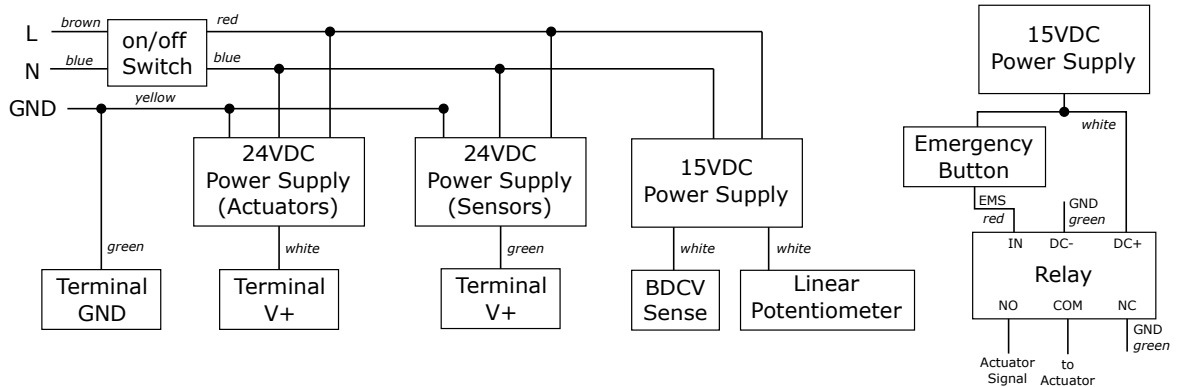 L
brown
on/off
Switch
red
N
blue
blue
GND
yellow
24VDC
Power Supply
(Actuators)
24VDC
Power Supply
(Sensors)
15VDC
Power Supply
green
white
green
white
white
Terminal
GND
Terminal
V+
Terminal
V+
BDCV
Sense
Linear
Potentiometer
15VDC
Power Supply
white
Emergency
Button
EMS
red
GND
green
IN
DC-
DC+
Relay
NO
COM
NC
GND
green
Actuator
Signal
to
Actuator